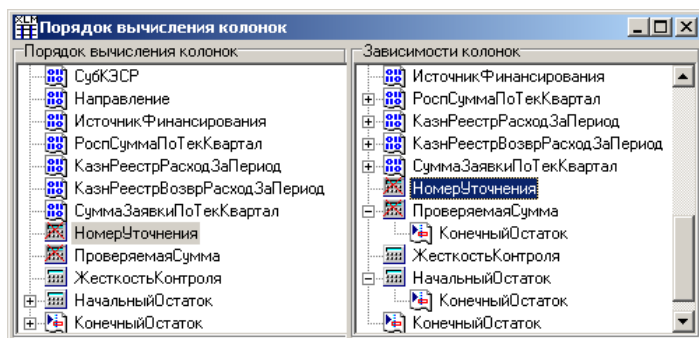 XLM
Порядок вычисления колонок
Порядок вычисления колонок
СубКЭСР
Направление
ИсточникФинансирования
РоспСуммаПоТекКвартал
КазнРеестрРасходЗаПериод
КазнРеестрВозврРасходЗаПериод
СуммаЗаявкиПоТекКвартал
НомерУточнения
ПроверяемаяСумма
ЖесткостьКонтроля
НачальныйОстаток
КонечныйОстаток
Зависимости колонок
ИсточникФинансирования
РоспСуммаПоТекКвартал
КазнРеестрРасходЗаПериод
КазнРеестрВозврРасходЗаПериод
СуммаЗаявкиПоТекКвартал
НомерУточнения
ПроверяемаяСумма
КонечныйОстаток
ЖесткостьКонтроля
НачальныйОстаток
КонечныйОстаток
КонечныйОстаток